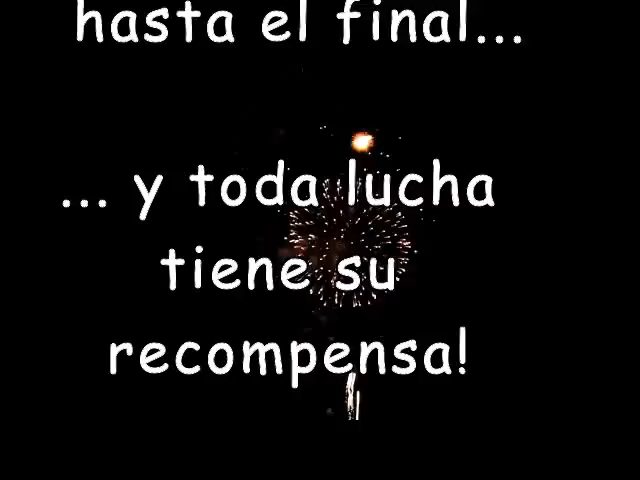 hasta el final...
... y toda lucha
tiene su
recompensa!